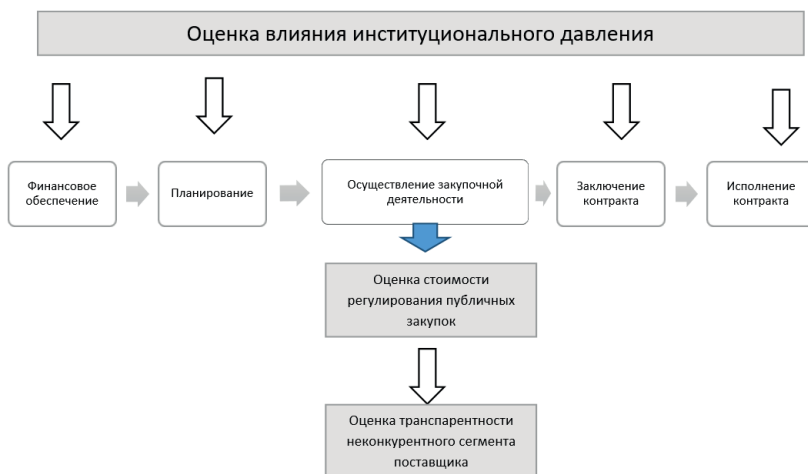 Оценка влияния институционального давления
Финансовое
обеспечение
Планирование
Осуществление закупочной
деятельности
Заключение
контракта
Исполнение
контракта
Оценка стоимости
регулирования публичных
закупок
Оценка транспарентности
неконкурентного сегмента
поставщика